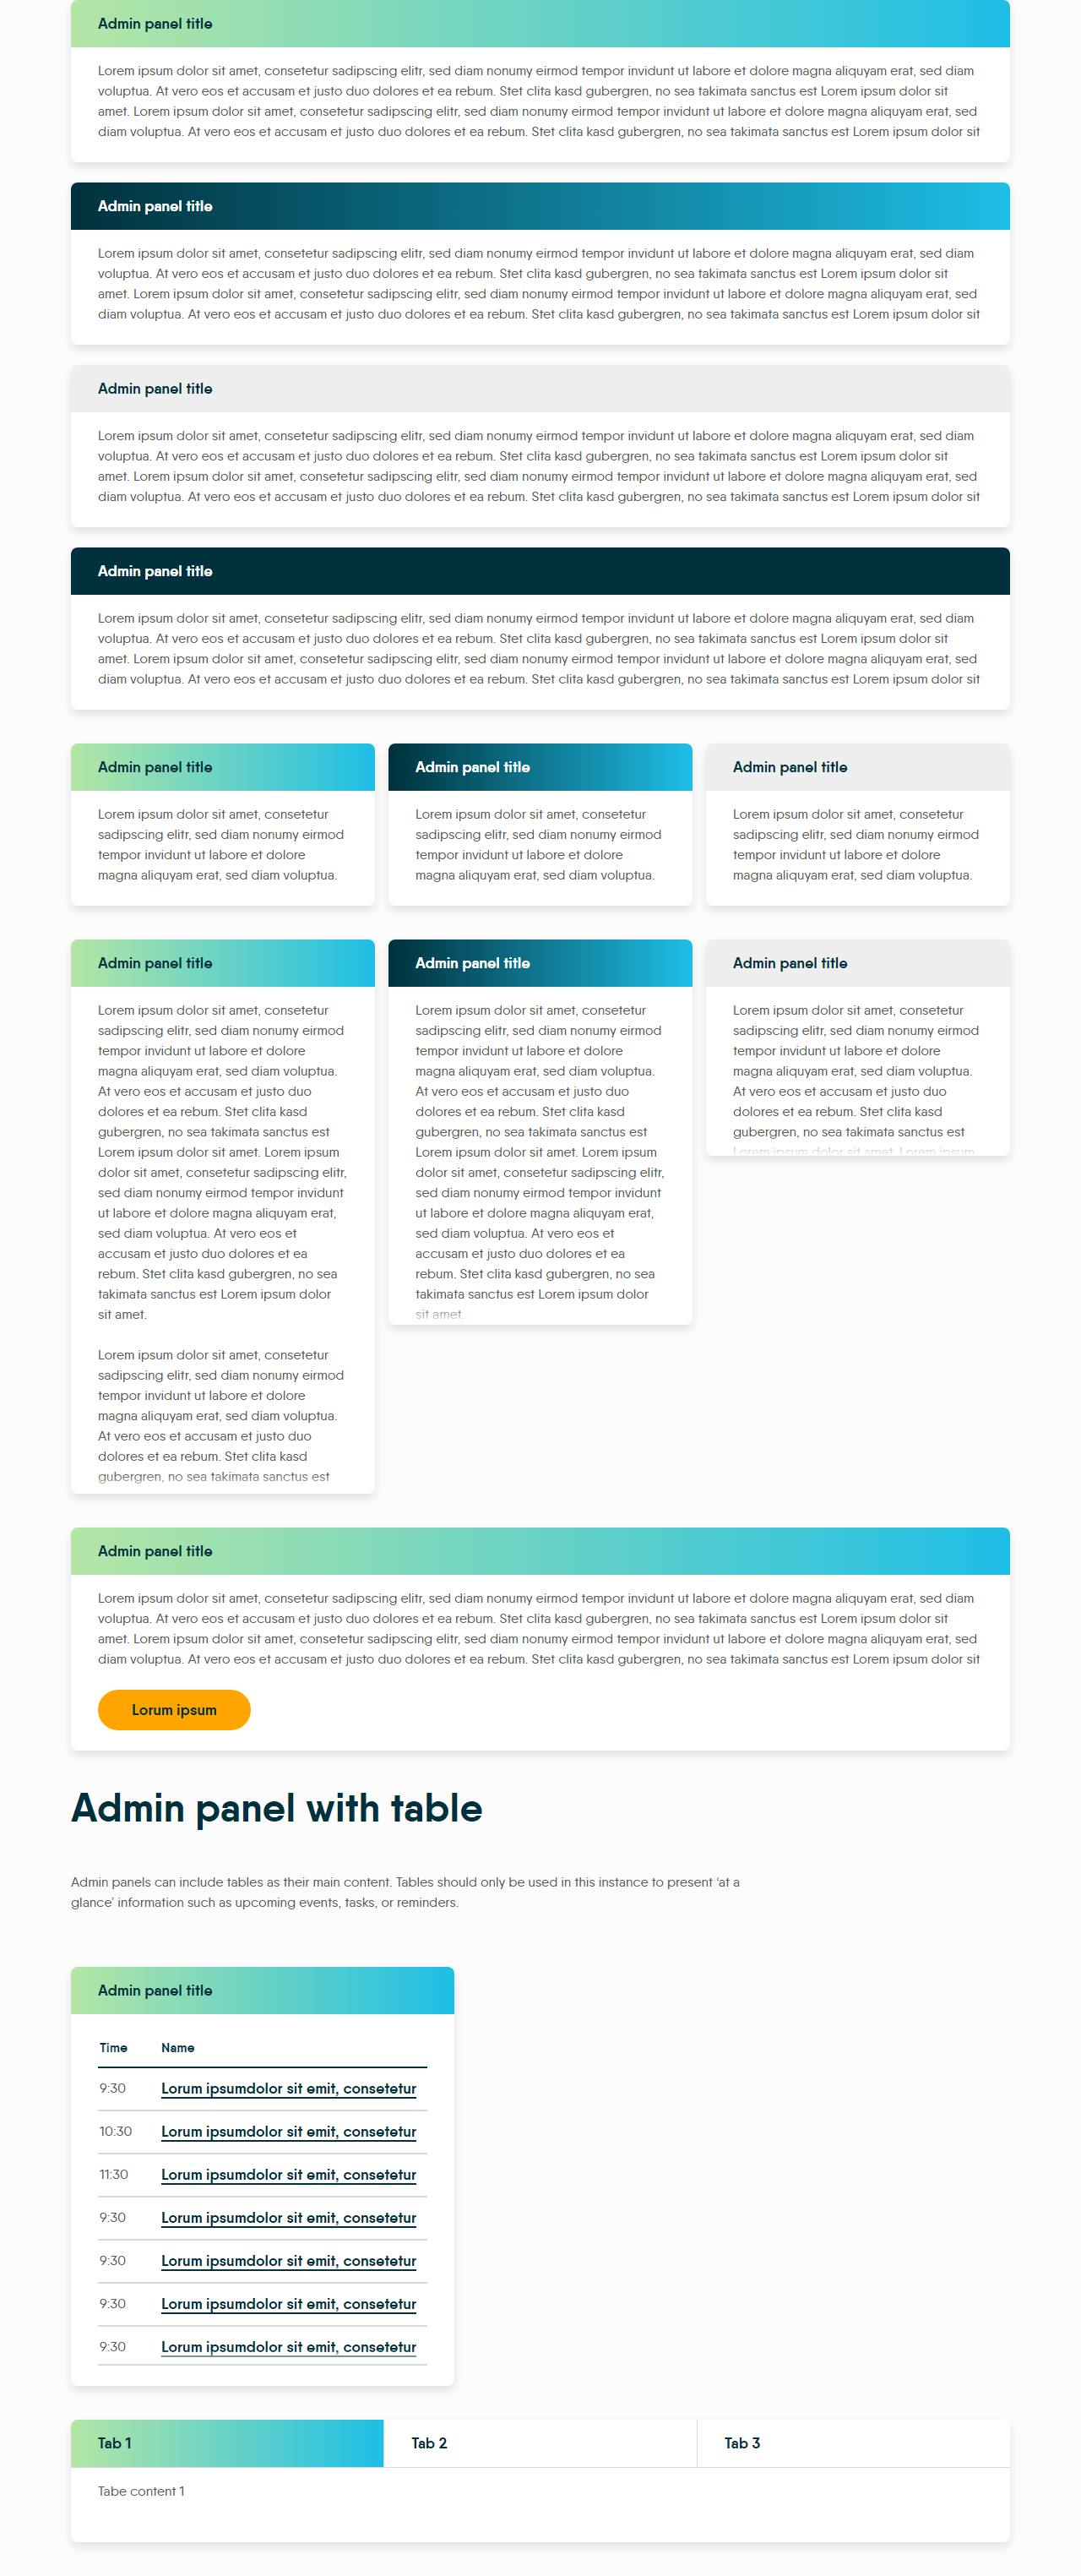 Admin panel title
Lorem ipsum dolor sit amet, consetetur sadipscing elitr, sed diam nonumy eirmod tempor invidunt ut labore et dolore magna aliquyam erat, sed diam
voluptua. At vero eos et accusam et justo duo dolores et ea rebum. Stet clita kasd gubergren, no sea takimata sanctus est Lorem ipsum dolor sit
amet. Lorem ipsum dolor sit amet, consetetur sadipscing elitr, sed diam nonumy eirmod tempor invidunt ut labore et dolore magna aliquyam erat, sed
diam voluptua. At vero eos et accusam et justo duo dolores et ea rebum. Stet clita kasd gubergren, no sea takimata sanctus est Lorem ipsum dolor sit
Admin panel title
Lorem ipsum dolor sit amet, consetetur sadipscing elitr, sed diam nonumy eirmod tempor invidunt ut labore et dolore magna aliquyam erat, sed diam
voluptua. At vero eos et accusam et justo duo dolores et ea rebum. Stet clita kasd gubergren, no sea takimata sanctus est Lorem ipsum dolor sit
amet. Lorem ipsum dolor sit amet, consetetur sadipscing elitr, sed diam nonumy eirmod tempor invidunt ut labore et dolore magna aliquyam erat, sed
diam voluptua. At vero eos et accusam et justo duo dolores et ea rebum. Stet clita kasd gubergren, no sea takimata sanctus est Lorem ipsum dolor sit
Admin panel title
Lorem ipsum dolor sit amet, consetetur sadipscing elitr, sed diam nonumy eirmod tempor invidunt ut labore et dolore magna aliquyam erat, sed diam
voluptua. At vero eos et accusam et justo duo dolores et ea rebum. Stet clita kasd gubergren, no sea takimata sanctus est Lorem ipsum dolor sit
amet. Lorem ipsum dolor sit amet, consetetur sadipscing elitr, sed diam nonumy eirmod tempor invidunt ut labore et dolore magna aliquyam erat, sed
diam voluptua. At vero eos et accusam et justo duo dolores et ea rebum. Stet clita kasd gubergren, no sea takimata sanctus est Lorem ipsum dolor sit
Admin panel title
Lorem ipsum dolor sit amet, consetetur sadipscing elitr, sed diam nonumy eirmod tempor invidunt ut labore et dolore magna aliquyam erat, sed diam
voluptua. At vero eos et accusam et justo duo dolores et ea rebum. Stet clita kasd gubergren, no sea takimata sanctus est Lorem ipsum dolor sit
amet. Lorem ipsum dolor sit amet, consetetur sadipscing elitr, sed diam nonumy eirmod tempor invidunt ut labore et dolore magna aliquyam erat, sed
diam voluptua. At vero eos et accusam et justo duo dolores et ea rebum. Stet clita kasd gubergren, no sea takimata sanctus est Lorem ipsum dolor sit
Admin panel title
Lorem ipsum dolor sit amet, consetetur
sadipscing elitr, sed diam nonumy eirmod
tempor invidunt ut labore et dolore
magna aliquyam erat, sed diam voluptua.
Admin panel title
Lorem ipsum dolor sit amet, consetetur
sadipscing elitr, sed diam nonumy eirmod
tempor invidunt ut labore et dolore
magna aliquyam erat, sed diam voluptua.
Admin panel title
Lorem ipsum dolor sit amet, consetetur
sadipscing elitr, sed diam nonumy eirmod
tempor invidunt ut labore et dolore
magna aliquyam erat, sed diam voluptua.
Admin panel title
Lorem ipsum dolor sit amet, consetetur
sadipscing elitr, sed diam nonumy eirmod
tempor invidunt ut labore et dolore
magna aliquyam erat, sed diam voluptua.
At vero eos et accusam et justo duo
dolores et ea rebum. Stet clita kasd
gubergren, no sea takimata sanctus est
Lorem ipsum dolor sit amet. Lorem ipsum
dolor sit amet, consetetur sadipscing elitr,
sed diam nonumy eirmod tempor invidunt
ut labore et dolore magna aliquyam erat,
sed diam voluptua. At vero eos et
accusam et justo duo dolores et ea
rebum. Stet clita kasd gubergren, no sea
takimata sanctus est Lorem ipsum dolor
sit amet.
Lorem ipsum dolor sit amet, consetetur
sadipscing elitr, sed diam nonumy eirmod
tempor invidunt ut labore et dolore
magna aliquyam erat, sed diam voluptua.
At vero eos et accusam et justo duo
dolores et ea rebum. Stet clita kasd
gubergren, no sea takimata sanctus est
Admin panel title
Lorem ipsum dolor sit amet, consetetur
sadipscing elitr, sed diam nonumy eirmod
tempor invidunt ut labore et dolore
magna aliquyam erat, sed diam voluptua.
At vero eos et accusam et justo duo
dolores et ea rebum. Stet clita kasd
gubergren, no sea takimata sanctus est
Lorem ipsum dolor sit amet. Lorem ipsum
dolor sit amet, consetetur sadipscing elitr,
sed diam nonumy eirmod tempor invidunt
ut labore et dolore magna aliquyam erat,
sed diam voluptua. At vero eos et
accusam et justo duo dolores et ea
rebum. Stet clita kasd gubergren, no sea
takimata sanctus est Lorem ipsum dolor
sit amet.
Admin panel title
Lorem ipsum dolor sit amet, consetetur
sadipscing elitr, sed diam nonumy eirmod
tempor invidunt ut labore et dolore
magna aliquyam erat, sed diam voluptua.
At vero eos et accusam et justo duo
dolores et ea rebum. Stet clita kasd
gubergren, no sea takimata sanctus est
Lorem ipsum dolor sit amet. Lorem ipsum
Admin panel title
Lorem ipsum dolor sit amet, consetetur sadipscing elitr, sed diam nonumy eirmod tempor invidunt ut labore et dolore magna aliquyam erat, sed diam
voluptua. At vero eos et accusam et justo duo dolores et ea rebum. Stet clita kasd gubergren, no sea takimata sanctus est Lorem ipsum dolor sit
amet. Lorem ipsum dolor sit amet, consetetur sadipscing elitr, sed diam nonumy eirmod tempor invidunt ut labore et dolore magna aliquyam erat, sed
diam voluptua. At vero eos et accusam et justo duo dolores et ea rebum. Stet clita kasd gubergren, no sea takimata sanctus est Lorem ipsum dolor sit
Lorum ipsum
Admin panel with table
Admin panels can include tables as their main content. Tables should only be used in this instance to present ‘at a
glance’ information such as upcoming events, tasks, or reminders.
Admin panel title
Time Name
9:30 Lorum ipsumdolor sit emit, consetetur
10:30 Lorum ipsumdolor sit emit, consetetur
11:30 Lorum ipsumdolor sit emit, consetetur
9:30 Lorum ipsumdolor sit emit, consetetur
9:30 Lorum ipsumdolor sit emit, consetetur
9:30 Lorum ipsumdolor sit emit, consetetur
9:30 Lorum ipsumdolor sit emit, consetetur
Tab 1 Tab 2 Tab 3
Tabe content 1